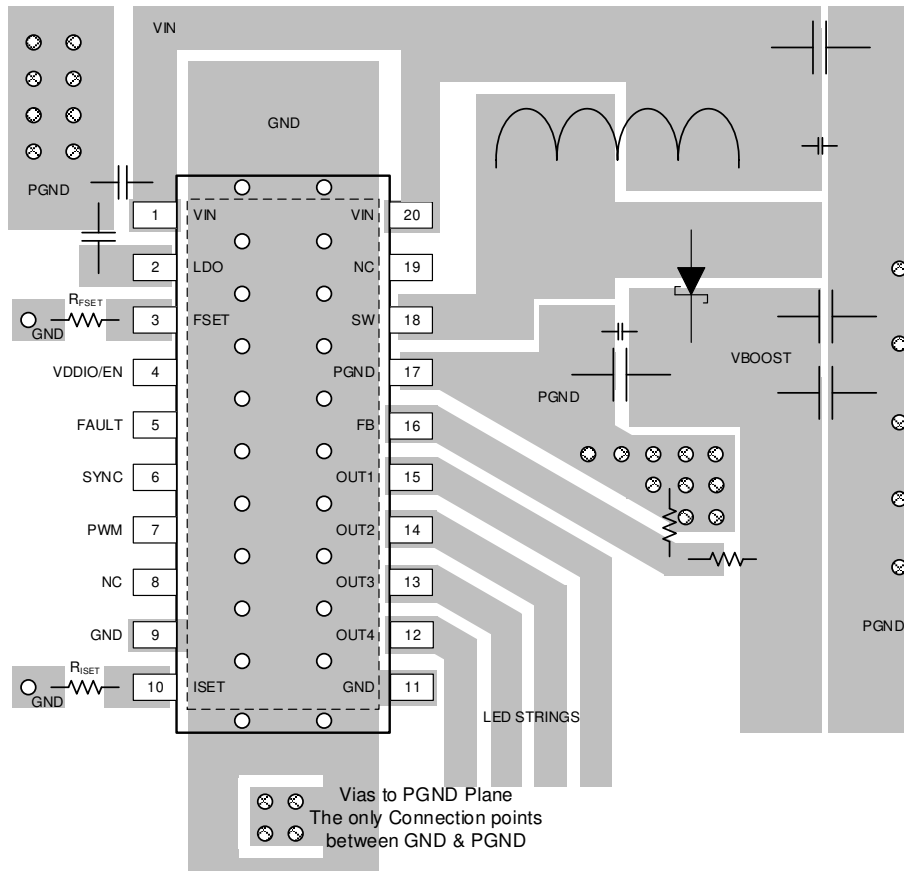 VIN
GND
PGND
1 VIN VIN 20
2 LDO NC 19
RFSET
GND
3 FSET SW 18
VDDIO/EN 4 PGND 17
PGND
VBOOST
FAULT 5 FB 16
SYNC 6 OUT1 15
PWM 7 OUT2 14
NC 8 OUT3 13
GND 9 OUT4 12
PGND
RISET
GND
10 ISET GND 11
LED STRINGS
Vias to PGND Plane
The only Connection points
between GND & PGND